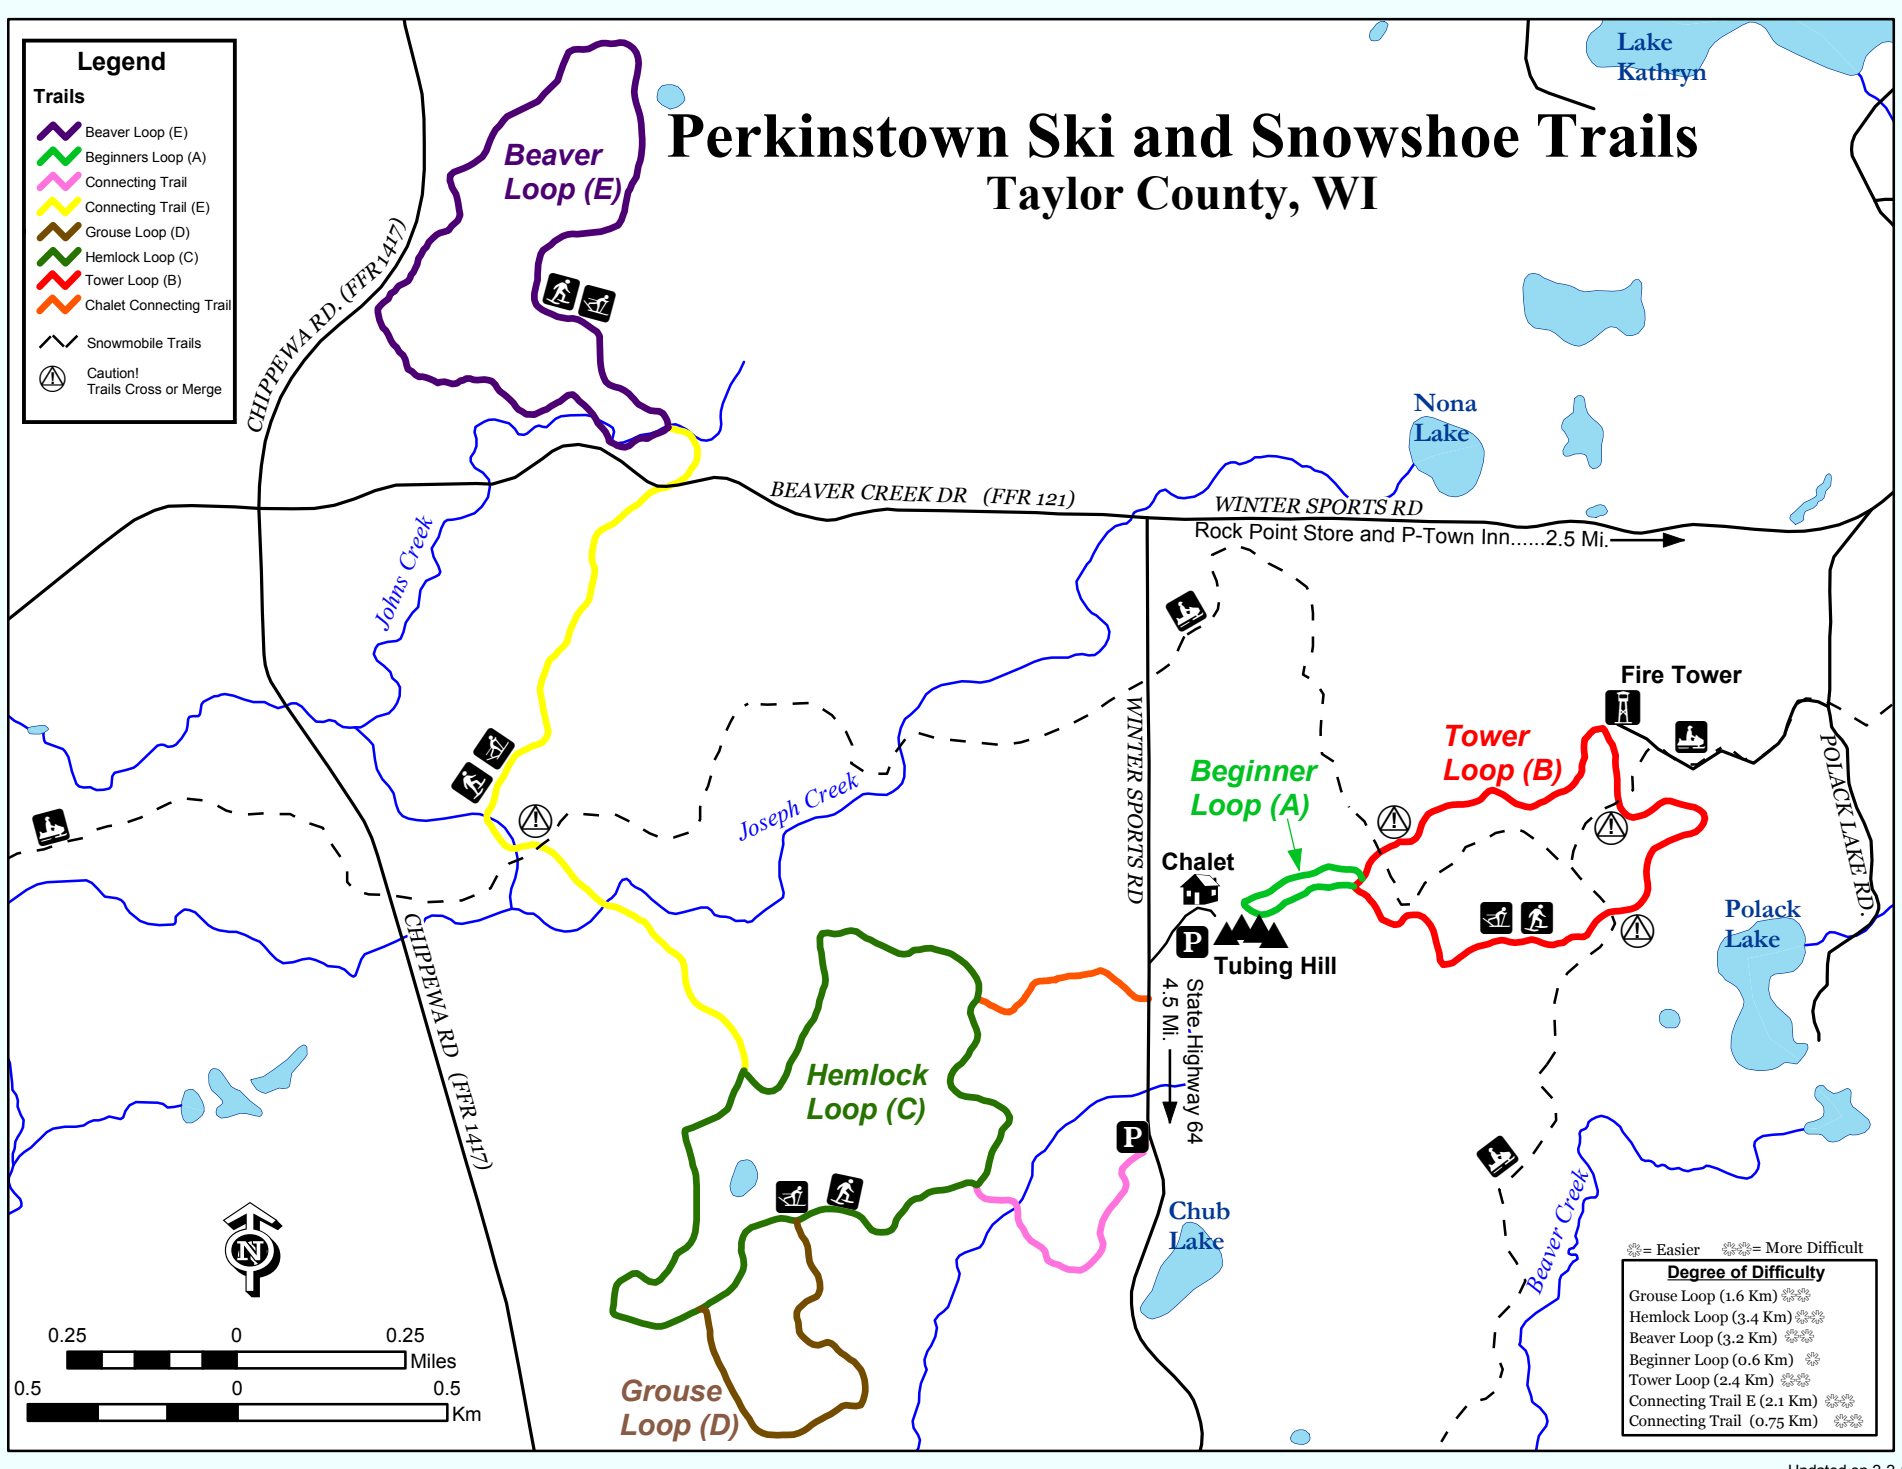 Legend
Trails
Beaver Loop (E)
Beginners Loop (A)
Connecting Trail
Connecting Trail (E)
Grouse Loop (D)
Hemlock Loop (C)
Tower Loop (B)
Chalet Connecting Trail
Snowmobile Trails
Caution!
Trails Cross or Merge
Perkinstown Ski and Snowshoe Trails
Taylor County, WI
Lake
Kathryn
Beaver
Loop (E)
CHIPPEWA RD. (FFR 1417)
Nona
Lake
BEAVER CREEK DR (FFR 121)
WINTER SPORTS RD
Rock Point Store and P-Town Inn......2.5 Mi.
Johns Creek
Fire Tower
WINTER SPORTS RD
Tower
Loop (B)
Beginner
Loop (A)
POLACK LAKE RD.
Joseph Creek
Chalet
P
Tubing Hill
Polack
Lake
CHIPPEWA RD (FFR 1417)
State Highway 64
4.5 Mi.
Hemlock
Loop (C)
P
Chub
Lake
Beaver Creek
N
Grouse
Loop (D)
0.25 0 0.25
Miles
0.5 0 0.5
Km
= Easier = More Difficult
Degree of Difficulty
Grouse Loop (1.6 Km)
Hemlock Loop (3.4 Km)
Beaver Loop (3.2 Km)
Beginner Loop (0.6 Km)
Tower Loop (2.4 Km)
Connecting Trail E (2.1 Km)
Connecting Trail (0.75 Km)